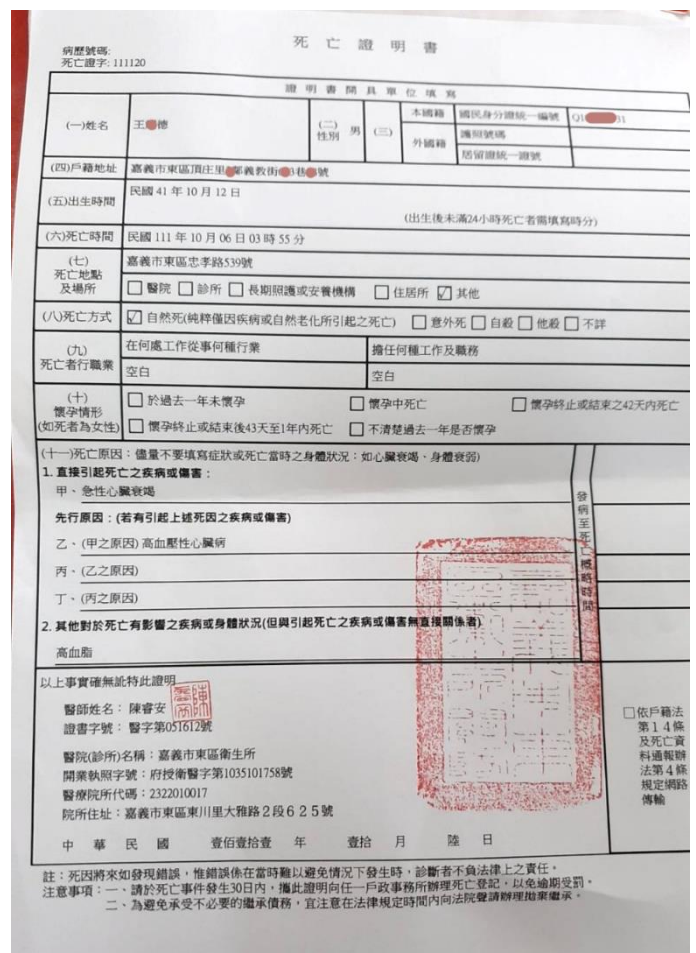 死亡證明書
病歷號碼:
死亡證字: 111120
證明書開具單位填寫
(一)姓名 王 德 (二)性別 男 (三) 本國籍 國民身分證統一編號 Q1 31
外國籍 護照號碼
居留證統一證號
(四)戶籍地址 嘉義市東區頂庄里 鄰義教街 3巷 號
(五)出生時間 民國 41 年 10 月 12 日
(出生後未滿24小時死亡者需填寫時分)
(六)死亡時間 民國 111 年 10 月 06 日 03 時 55 分
(七)死亡地點及場所 嘉義市東區忠孝路539號
□ 醫院 □ 診所 □ 長期照護或安養機構 □ 住居所 ☑ 其他
(八)死亡方式 ☑ 自然死(純粹僅因疾病或自然老化所引起之死亡) □ 意外死 □ 自殺 □ 他殺 □ 不詳
(九)死亡者行職業 在何處工作從事何種行業 擔任何種工作及職務
空白 空白
(十)懷孕情形(如死者為女性) □ 於過去一年未懷孕 □ 懷孕中死亡 □ 懷孕終止或結束之42天內死亡
□ 懷孕終止或結束後43天至1年內死亡 □ 不清楚過去一年是否懷孕
(十一)死亡原因：儘量不要填寫症狀或死亡當時之身體狀況：如心臟衰竭、身體衰弱)
1. 直接引起死亡之疾病或傷害：
甲、急性心臟衰竭
先行原因：(若有引起上述死因之疾病或傷害)
乙、(甲之原因) 高血壓性心臟病
丙、(乙之原因)
丁、(丙之原因)
發病至死亡概略時間
2. 其他對於死亡有影響之疾病或身體狀況(但與引起死亡之疾病或傷害無直接關係者)
高血脂
以上事實確無訛特此證明
醫師姓名：陳睿安
證書字號：醫字第051612號
醫院(診所)名稱：嘉義市東區衛生所
開業執照字號：府授衛醫字第1035101758號
醫療院所代碼：2322010017
院所住址：嘉義市東區東川里大雅路２段６２５號
□依戶籍法
第１４條
及死亡資
料通報辦
法第４條
規定網路
傳輸
中華民國 壹佰壹拾壹 年 壹拾 月 陸 日
註：死因將來如發現錯誤，惟錯誤係在當時難以避免情況下發生時，診斷者不負法律上之責任。
注意事項：一、請於死亡事件發生30日內，攜此證明向任一戶政事務所辦理死亡登記，以免逾期受罰。
二、為避免承受不必要的繼承債務，宜注意在法律規定時間內向法院聲請辦理拋棄繼承。